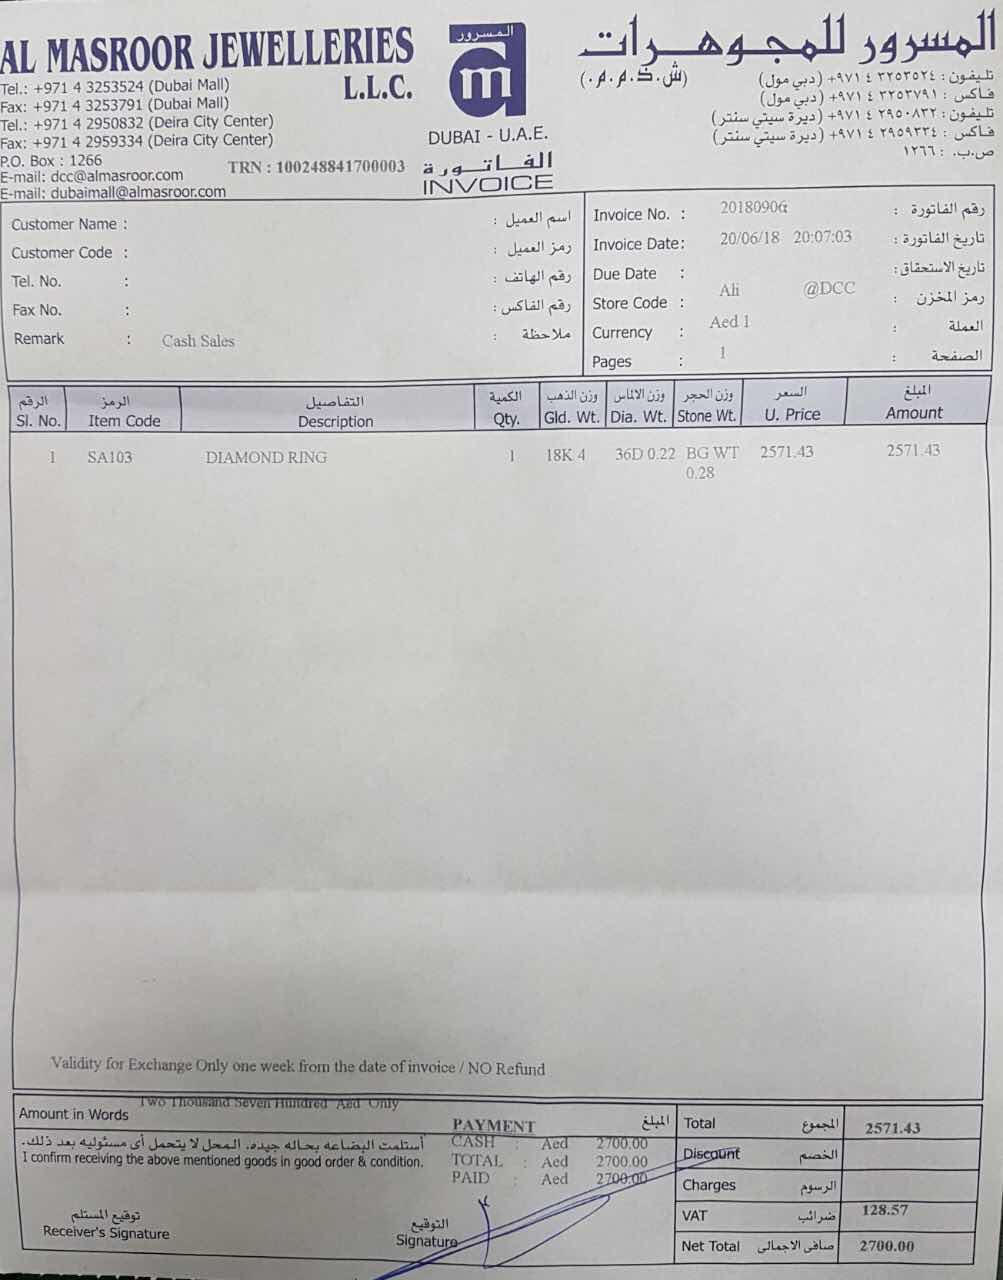 AL MASROOR JEWELLERIES
L.L.C.
Tel.: +971 4 3253524 (Dubai Mall)
Fax: +971 4 3253791 (Dubai Mall)
Tel.: +971 4 2950832 (Deira City Center)
Fax: +971 4 2959334 (Deira City Center)
P.O. Box : 1266
E-mail: dcc@almasroor.com
E-mail: dubaimall@almasroor.com
TRN : 100248841700003
المسرور
m
DUBAI - U.A.E.
الفـاتـورة
INVOICE
المسرور للمجوهرات
(ش.ذ.م.م.)
تليفون : ٣٢٥٣٥٢٤ ٤ ٩٧١+ (دبي مول)
فاكس : ٣٢٥٣٧٩١ ٤ ٩٧١+ (دبي مول)
تليفون : ٢٩٥٠٨٣٢ ٤ ٩٧١+ (ديرة سيتي سنتر)
فاكس : ٢٩٥٩٣٣٤ ٤ ٩٧١+ (ديرة سيتي سنتر)
ص.ب. : ١٢٦٦
Customer Name : اسم العميل :
Customer Code : رمز العميل :
Tel. No. : رقم الهاتف :
Fax No. : رقم الفاكس :
Remark : Cash Sales ملاحظة :
Invoice No. : رقم الفاتورة :
Invoice Date: 20/06/18 20:07:03 تاريخ الفاتورة :
Due Date : تاريخ الاستحقاق:
Store Code : Ali @DCC رمز المخزن :
Currency : Aed 1 العملة :
Pages : 1 الصفحة :
الرقم الرمز التفاصيل الكمية وزن الذهب وزن الالماس وزن الحجر السعر المبلغ
Sl. No. Item Code Description Qty. Gld. Wt. Dia. Wt. Stone Wt. U. Price Amount
1 SA103 DIAMOND RING 1 18K 4 36D 0.22 BG WT 2571.43 2571.43
0.28
Validity for Exchange Only one week from the date of invoice / NO Refund
Amount in Words Two Thousand Seven Hundred Aed Only
أستلمت البضاعه بحاله جيده. المحل لا يتحمل أى مسئوليه بعد ذلك.
I confirm receiving the above mentioned goods in good order & condition.
توقيع المستلم
Receiver's Signature
التوقيع
Signature
PAYMENT المبلغ
CASH : Aed 2700.00
TOTAL : Aed 2700.00
PAID : Aed 2700.00
Total المجموع 2571.43
Discount الخصم
Charges الرسوم
VAT ضرائب 128.57
Net Total صافى الاجمالى 2700.00